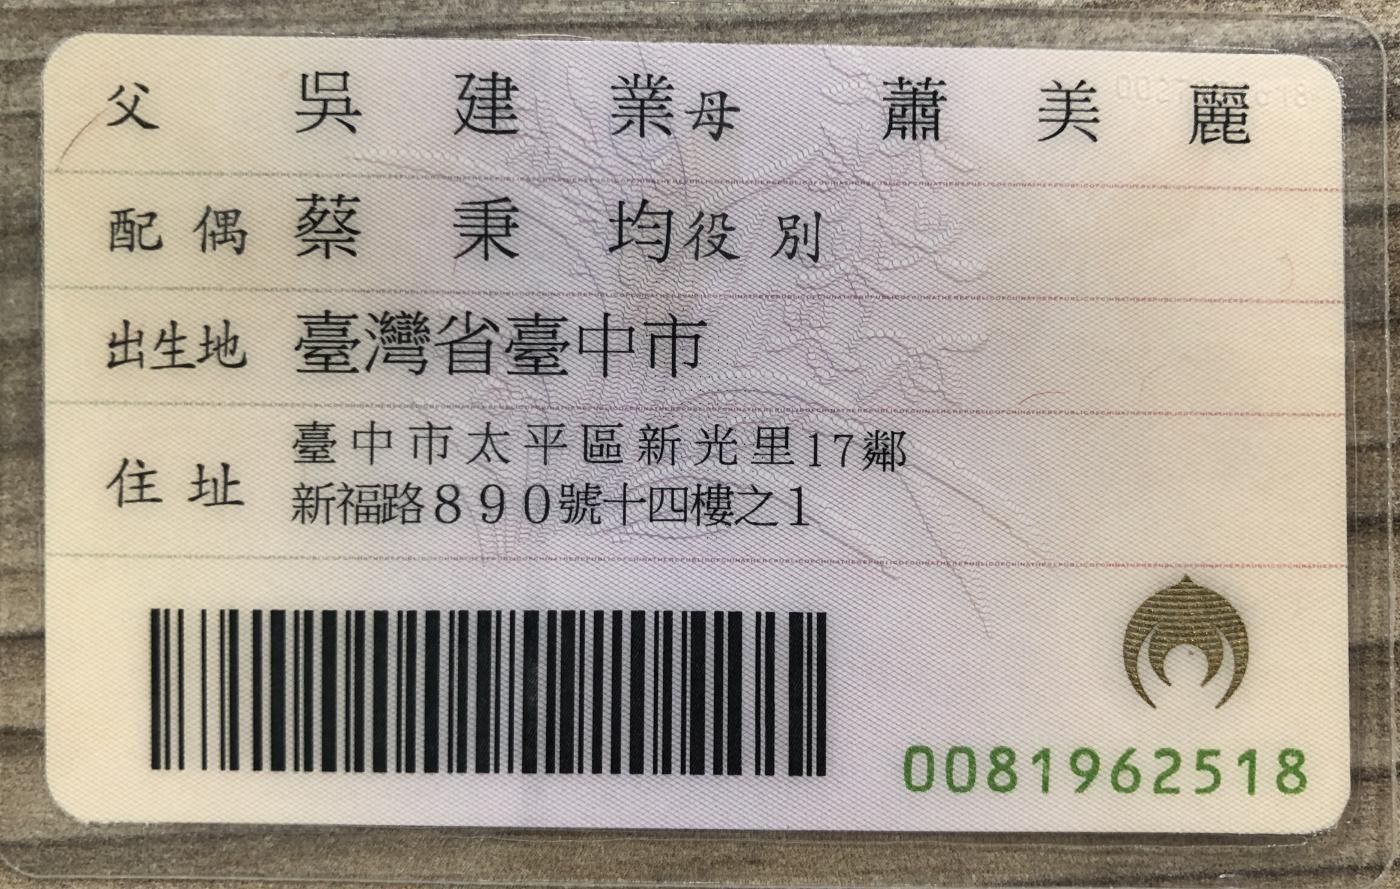 父 吳建業 母 蕭美麗
配偶 蔡秉均 役別
出生地 臺灣省臺中市
住址 臺中市太平區新光里17鄰
新福路890號十四樓之1
0081962518